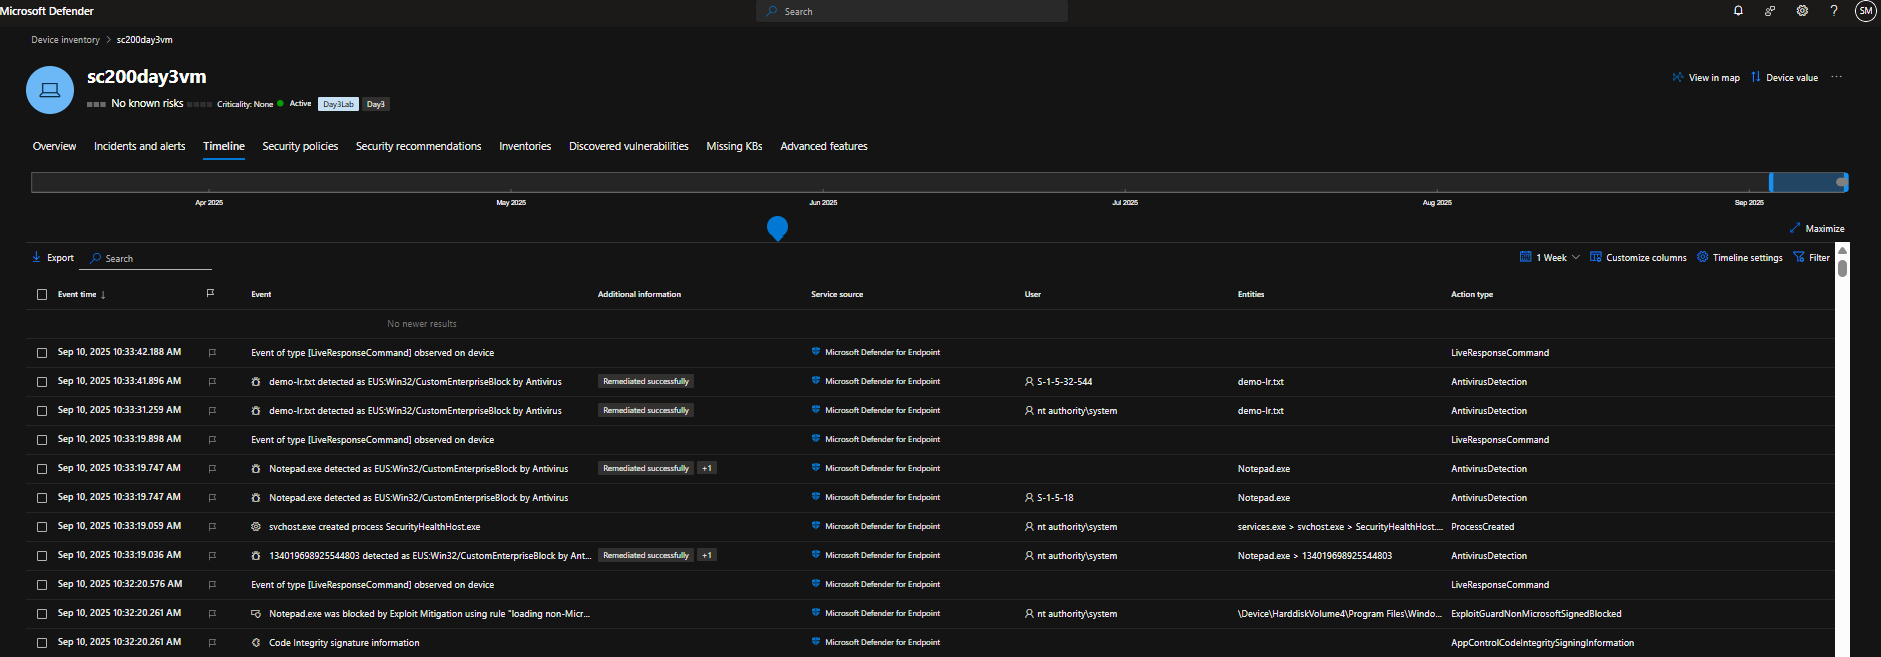 Microsoft Defender
Search
SM
Device inventory > sc200day3vm
sc200day3vm
No known risks Criticality: None Active Day3Lab Day3
View in map Device value ...
Overview Incidents and alerts Timeline Security policies Security recommendations Inventories Discovered vulnerabilities Missing KBs Advanced features
Apr 2025 May 2025 Jun 2025 Jul 2025 Aug 2025 Sep 2025
Maximize
Export Search 1 Week Customize columns Timeline settings Filter
Event time ↓ Event Additional information Service source User Entities Action type
No newer results
Sep 10, 2025 10:33:42.188 AM Event of type [LiveResponseCommand] observed on device Microsoft Defender for Endpoint LiveResponseCommand
Sep 10, 2025 10:33:41.896 AM demo-lr.txt detected as EUS:Win32/CustomEnterpriseBlock by Antivirus Remediated successfully Microsoft Defender for Endpoint S-1-5-32-544 demo-lr.txt AntivirusDetection
Sep 10, 2025 10:33:31.259 AM demo-lr.txt detected as EUS:Win32/CustomEnterpriseBlock by Antivirus Remediated successfully Microsoft Defender for Endpoint nt authority\system demo-lr.txt AntivirusDetection
Sep 10, 2025 10:33:19.898 AM Event of type [LiveResponseCommand] observed on device Microsoft Defender for Endpoint LiveResponseCommand
Sep 10, 2025 10:33:19.747 AM Notepad.exe detected as EUS:Win32/CustomEnterpriseBlock by Antivirus Remediated successfully +1 Microsoft Defender for Endpoint Notepad.exe AntivirusDetection
Sep 10, 2025 10:33:19.747 AM Notepad.exe detected as EUS:Win32/CustomEnterpriseBlock by Antivirus Microsoft Defender for Endpoint S-1-5-18 Notepad.exe AntivirusDetection
Sep 10, 2025 10:33:19.059 AM svchost.exe created process SecurityHealthHost.exe Microsoft Defender for Endpoint nt authority\system services.exe > svchost.exe > SecurityHealthHost.... ProcessCreated
Sep 10, 2025 10:33:19.036 AM 134019698925544803 detected as EUS:Win32/CustomEnterpriseBlock by Ant... Remediated successfully +1 Microsoft Defender for Endpoint nt authority\system Notepad.exe > 134019698925544803 AntivirusDetection
Sep 10, 2025 10:32:20.576 AM Event of type [LiveResponseCommand] observed on device Microsoft Defender for Endpoint LiveResponseCommand
Sep 10, 2025 10:32:20.261 AM Notepad.exe was blocked by Exploit Mitigation using rule "loading non-Micr... Microsoft Defender for Endpoint nt authority\system \Device\HarddiskVolume4\Program Files\Windo... ExploitGuardNonMicrosoftSignedBlocked
Sep 10, 2025 10:32:20.261 AM Code Integrity signature information Microsoft Defender for Endpoint AppControlCodeIntegritySigningInformation